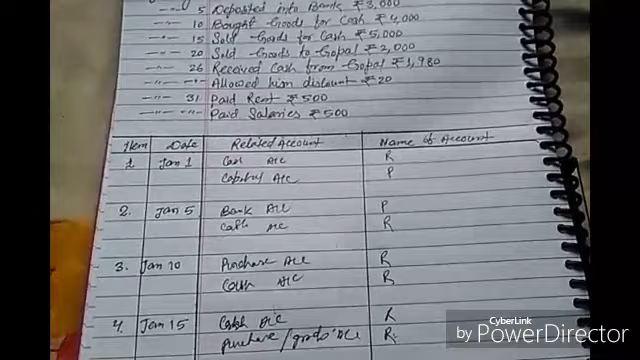 —"— 5 Deposited into Bank ₹3,000
—"— 10 Bought Goods for Cash ₹4,000
—"— 15 Sold Goods for Cash ₹5,000
—"— 20 Sold Goods to Gopal ₹2,000
—"— 26 Received Cash from Gopal ₹1,980
—"— —"— Allowed him discount ₹20
—"— 31 Paid Rent ₹500
—"— —"— Paid Salaries ₹500
Item Date Related Account Name of Account
1 Jan 1 Cash A/C R
Capital A/C P
2. Jan 5 Bank A/C P
Cash A/C R
3. Jan 10 Purchase A/C R
Cash A/C R
4. Jan 15 Cash A/C R
Purchase/goods A/C R
CyberLink
by PowerDirector